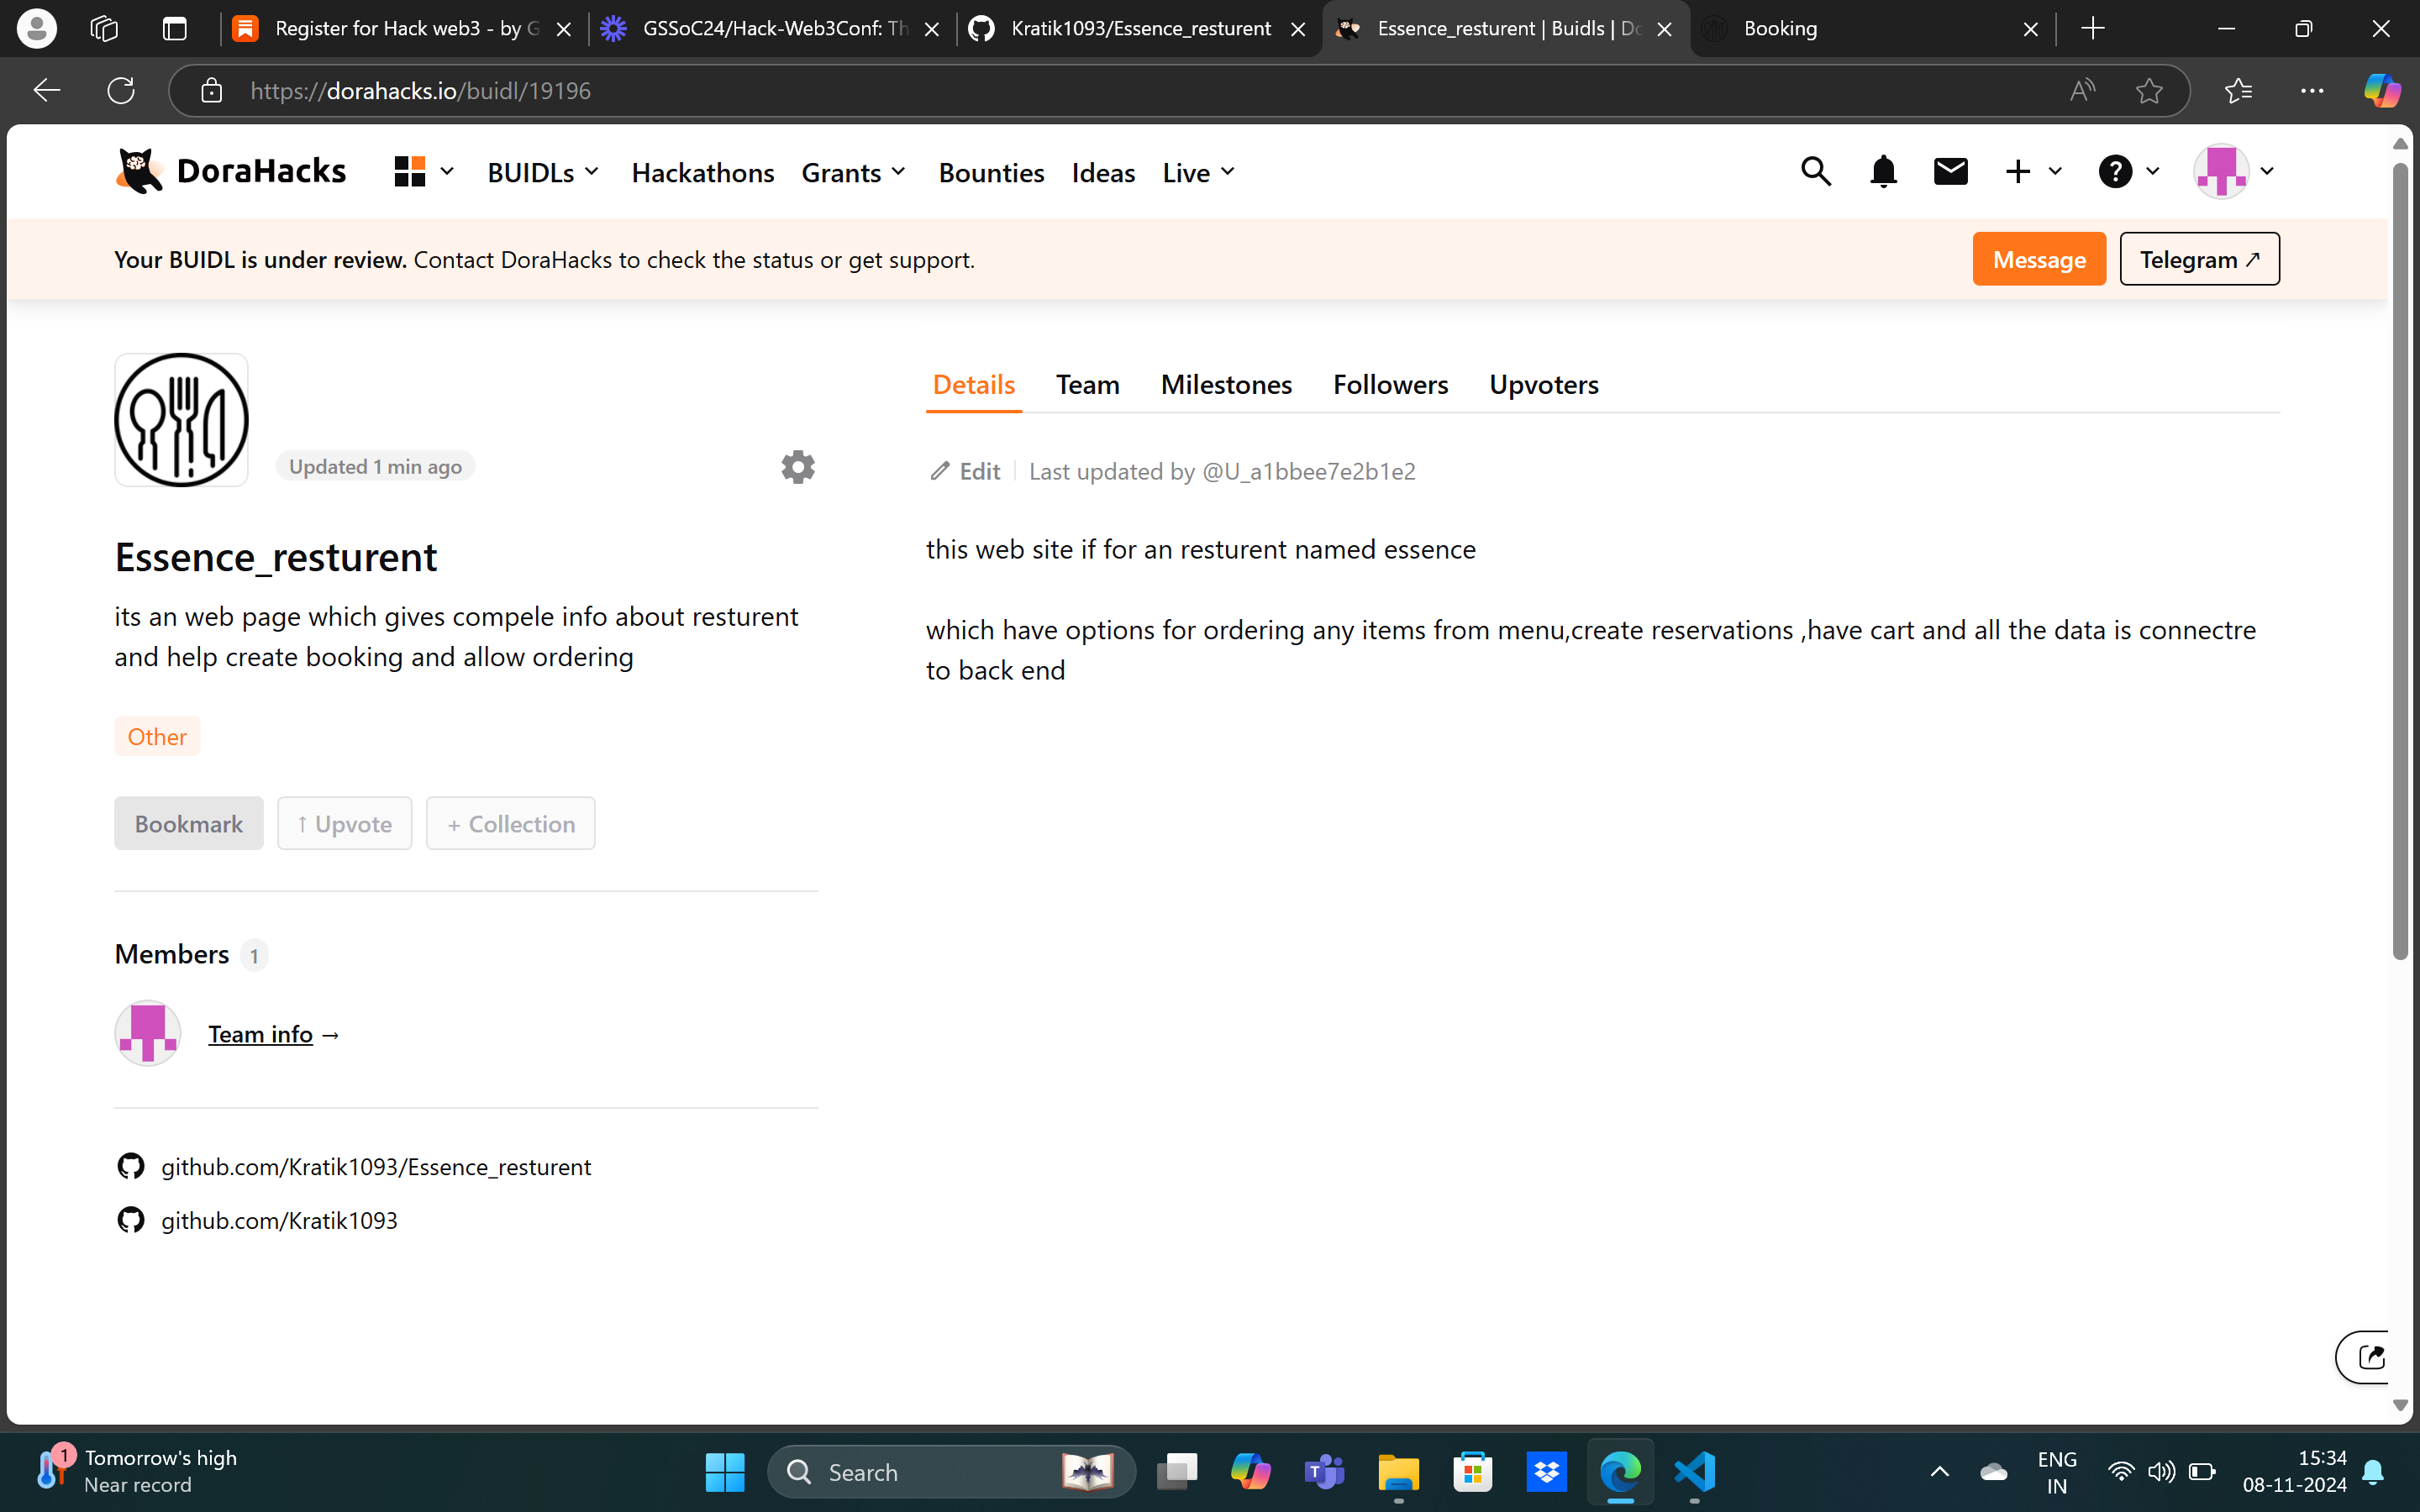 Register for Hack web3 - by G
GSSoC24/Hack-Web3Conf: Th
Kratik1093/Essence_resturent
Essence_resturent | Buidls | Do
Booking
https://dorahacks.io/buidl/19196
DoraHacks
BUIDLs
Hackathons
Grants
Bounties
Ideas
Live
Your BUIDL is under review. Contact DoraHacks to check the status or get support.
Message
Telegram ↗
Updated 1 min ago
Essence_resturent
its an web page which gives compele info about resturent
and help create booking and allow ordering
Other
Bookmark
↑ Upvote
+ Collection
Members 1
Team info →
github.com/Kratik1093/Essence_resturent
github.com/Kratik1093
Details
Team
Milestones
Followers
Upvoters
Edit
Last updated by @U_a1bbee7e2b1e2
this web site if for an resturent named essence
which have options for ordering any items from menu,create reservations ,have cart and all the data is connectre
to back end
1
Tomorrow's high
Near record
Search
ENG
IN
15:34
08-11-2024